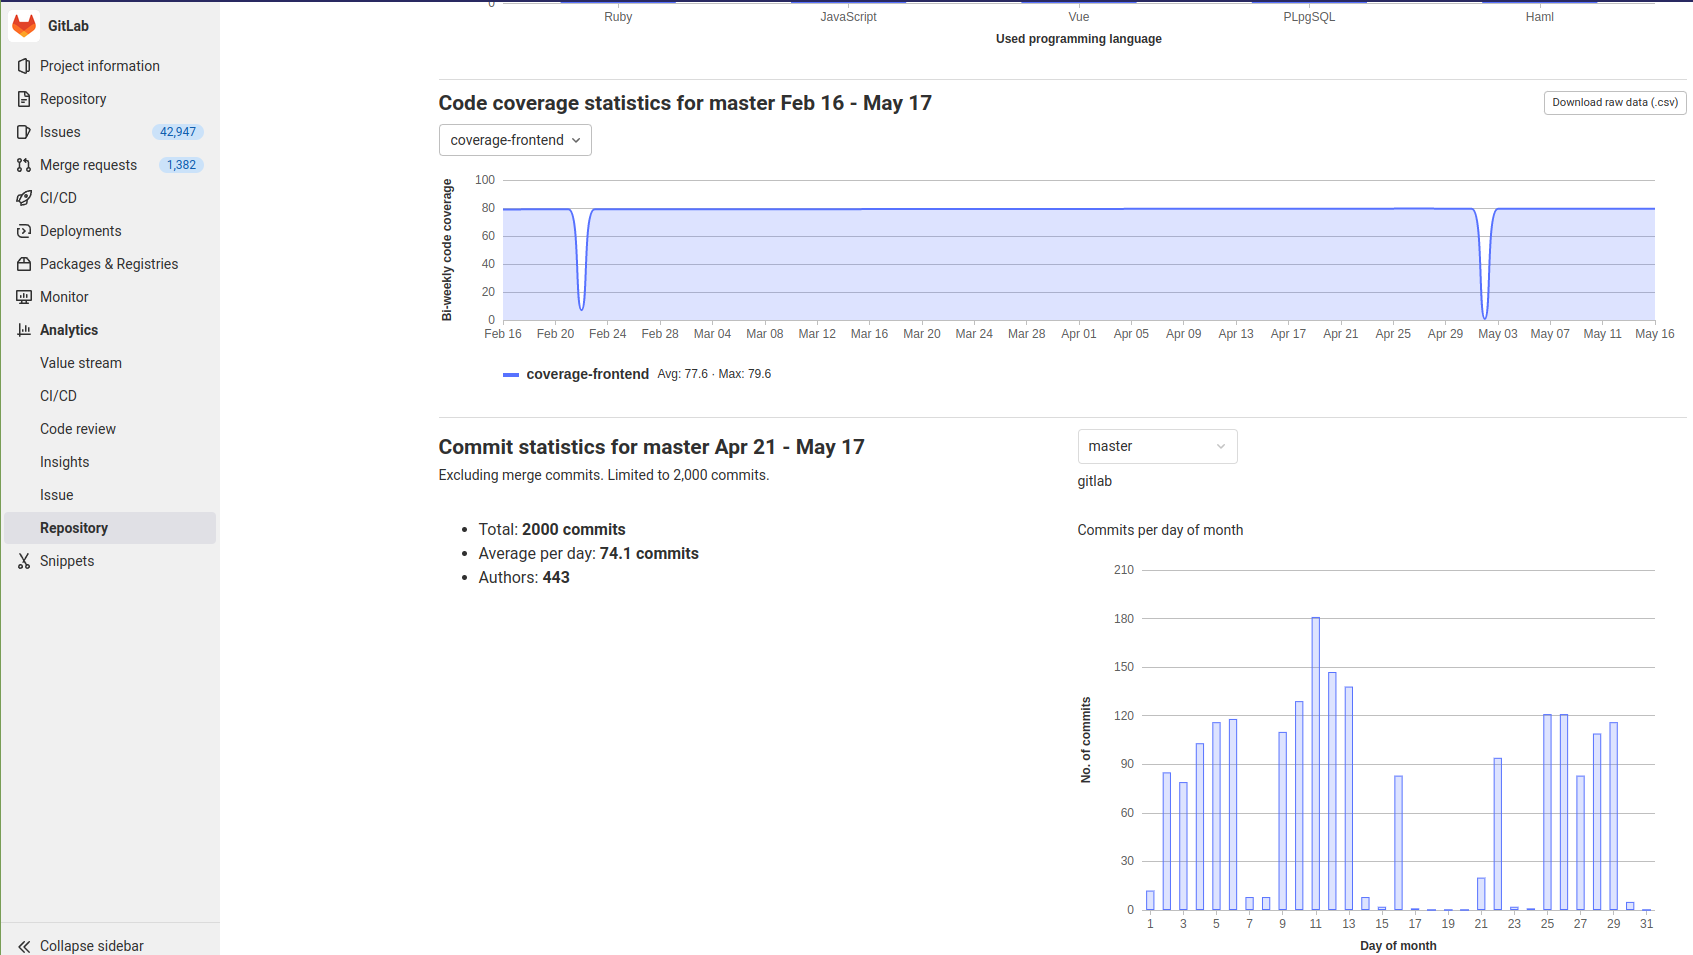 GitLab
Project information
Repository
Issues 42,947
Merge requests 1,382
CI/CD
Deployments
Packages & Registries
Monitor
Analytics
Value stream
CI/CD
Code review
Insights
Issue
Repository
Snippets
Collapse sidebar
0
Ruby JavaScript Vue PLpgSQL Haml
Used programming language
Code coverage statistics for master Feb 16 - May 17
Download raw data (.csv)
coverage-frontend
Bi-weekly code coverage
100
80
60
40
20
0
Feb 16 Feb 20 Feb 24 Feb 28 Mar 04 Mar 08 Mar 12 Mar 16 Mar 20 Mar 24 Mar 28 Apr 01 Apr 05 Apr 09 Apr 13 Apr 17 Apr 21 Apr 25 Apr 29 May 03 May 07 May 11 May 16
coverage-frontend Avg: 77.6 · Max: 79.6
Commit statistics for master Apr 21 - May 17
Excluding merge commits. Limited to 2,000 commits.
• Total: 2000 commits
• Average per day: 74.1 commits
• Authors: 443
master
gitlab
Commits per day of month
No. of commits
210
180
150
120
90
60
30
0
1 3 5 7 9 11 13 15 17 19 21 23 25 27 29 31
Day of month